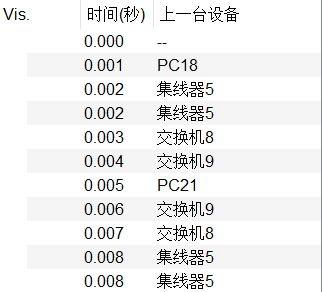 Vis. 时间(秒) 上一台设备
0.000 --
0.001 PC18
0.002 集线器5
0.002 集线器5
0.003 交换机8
0.004 交换机9
0.005 PC21
0.006 交换机9
0.007 交换机8
0.008 集线器5
0.008 集线器5